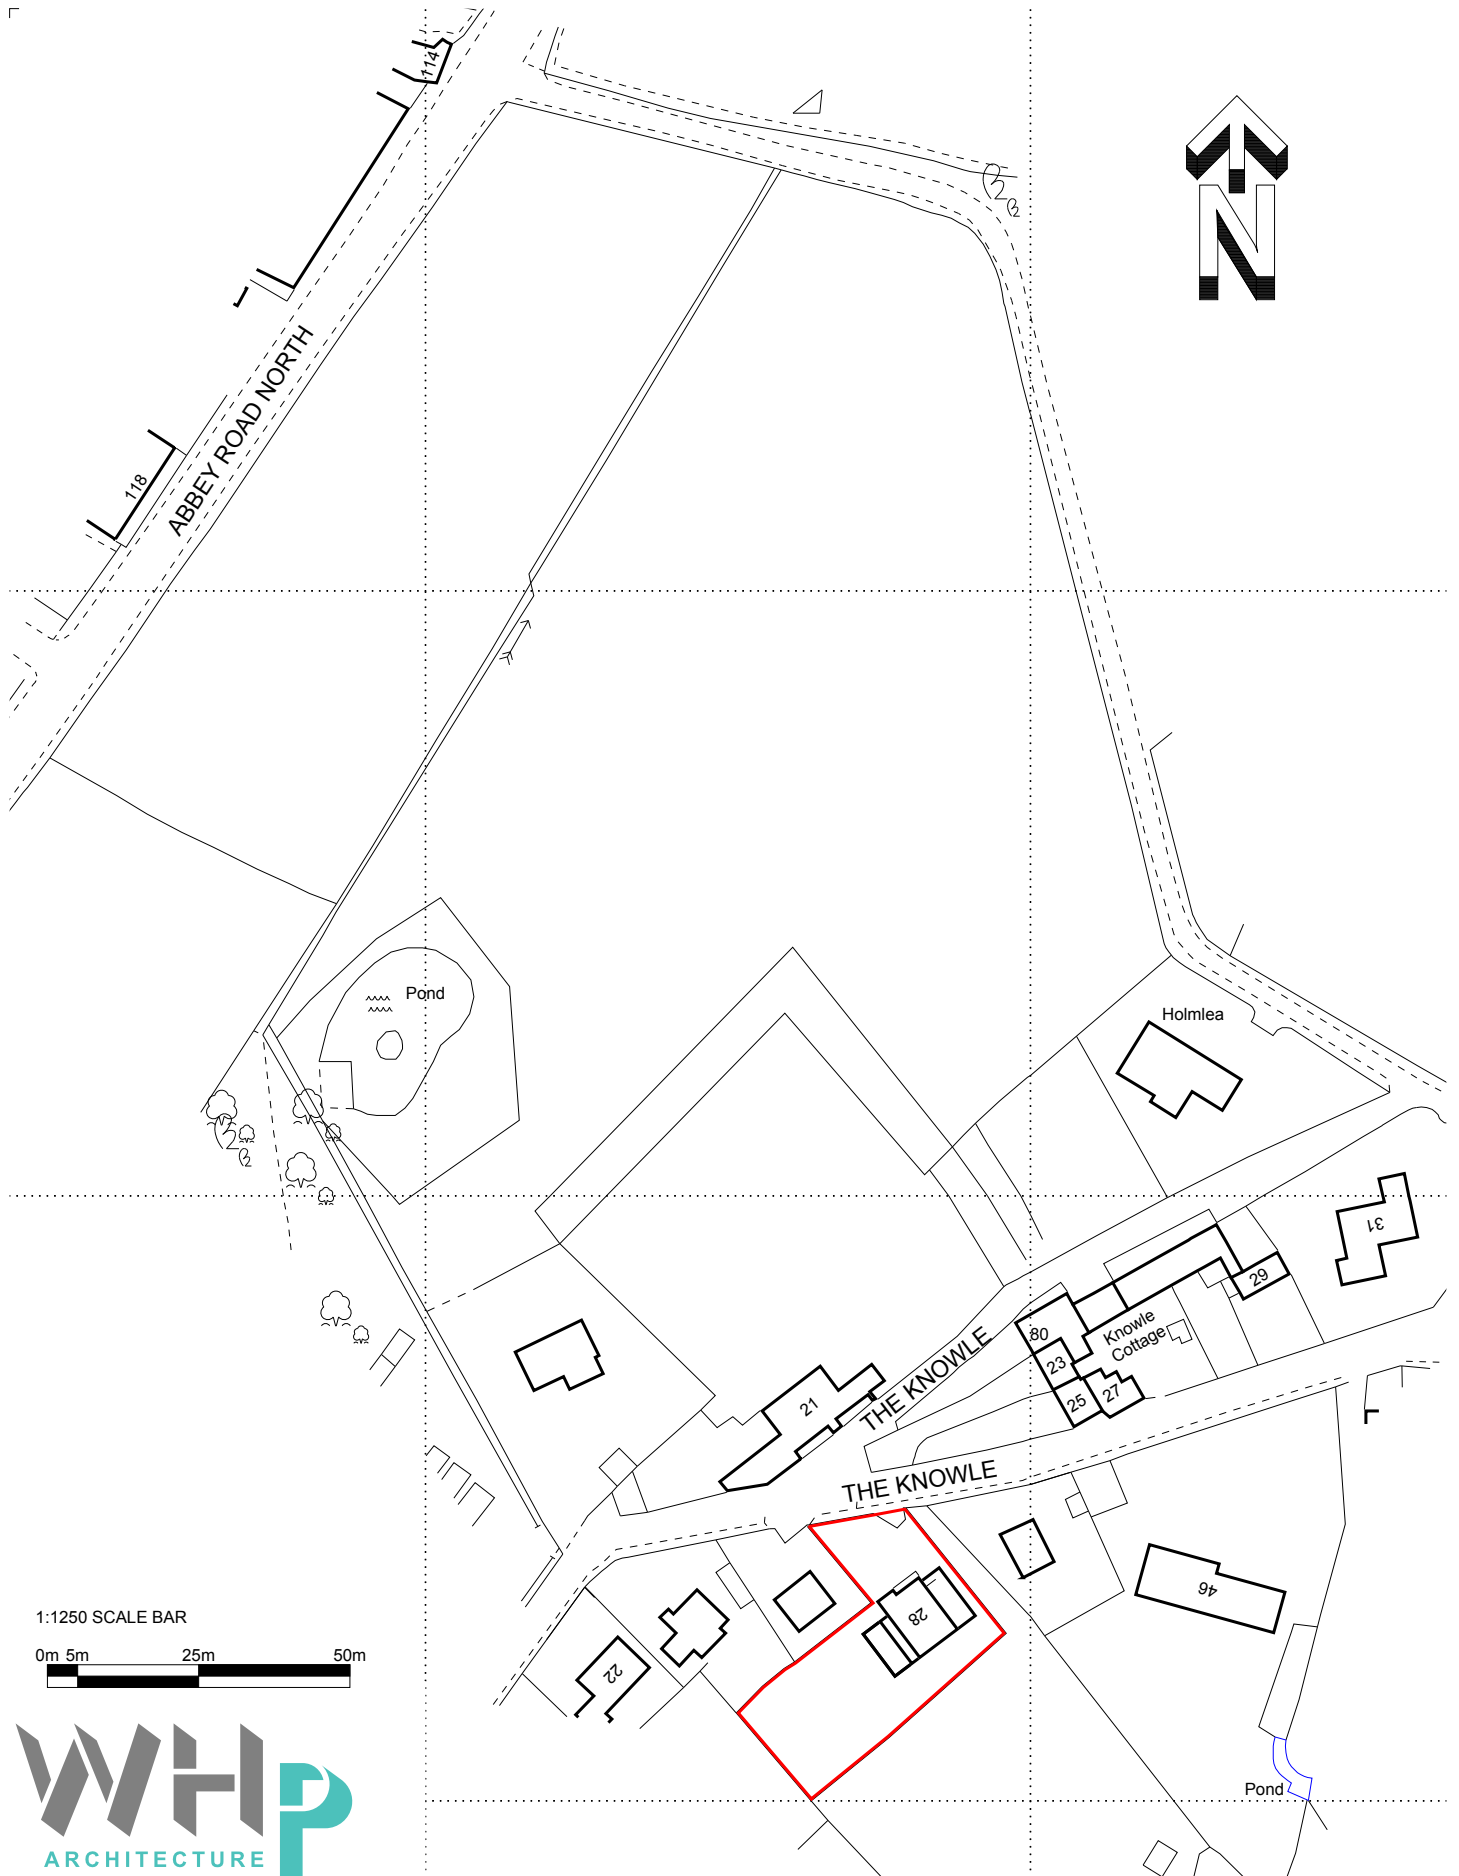 114
N
ABBEY ROAD NORTH
118
Pond
Holmlea
31
29
80
Knowle
Cottage
23
25
27
21
THE KNOWLE
THE KNOWLE
28
46
22
1:1250 SCALE BAR
0m 5m 25m 50m
Pond
WHP
ARCHITECTURE